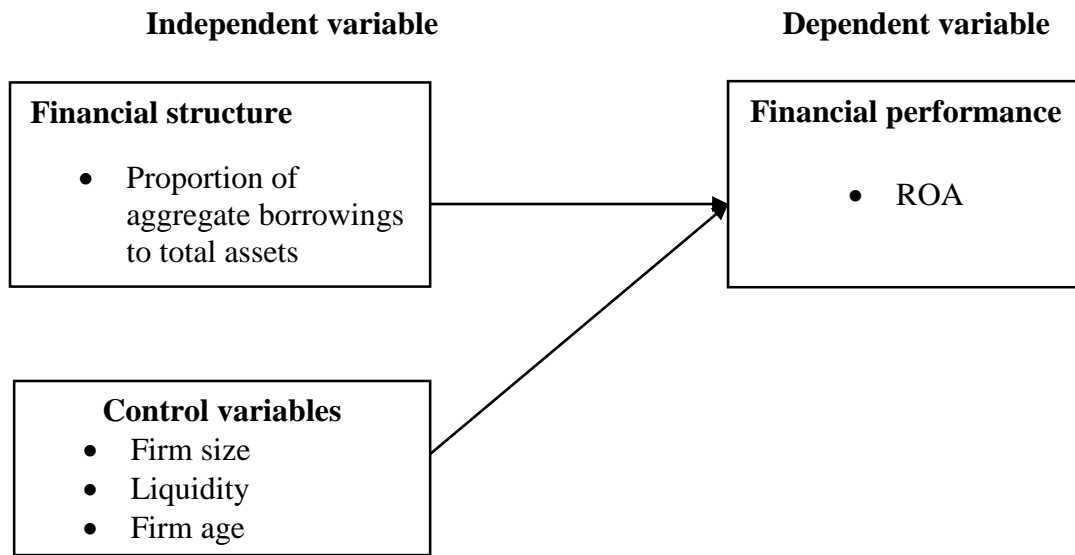 Independent variable
Dependent variable
Financial structure
• Proportion of
aggregate borrowings
to total assets
Financial performance
• ROA
Control variables
• Firm size
• Liquidity
• Firm age